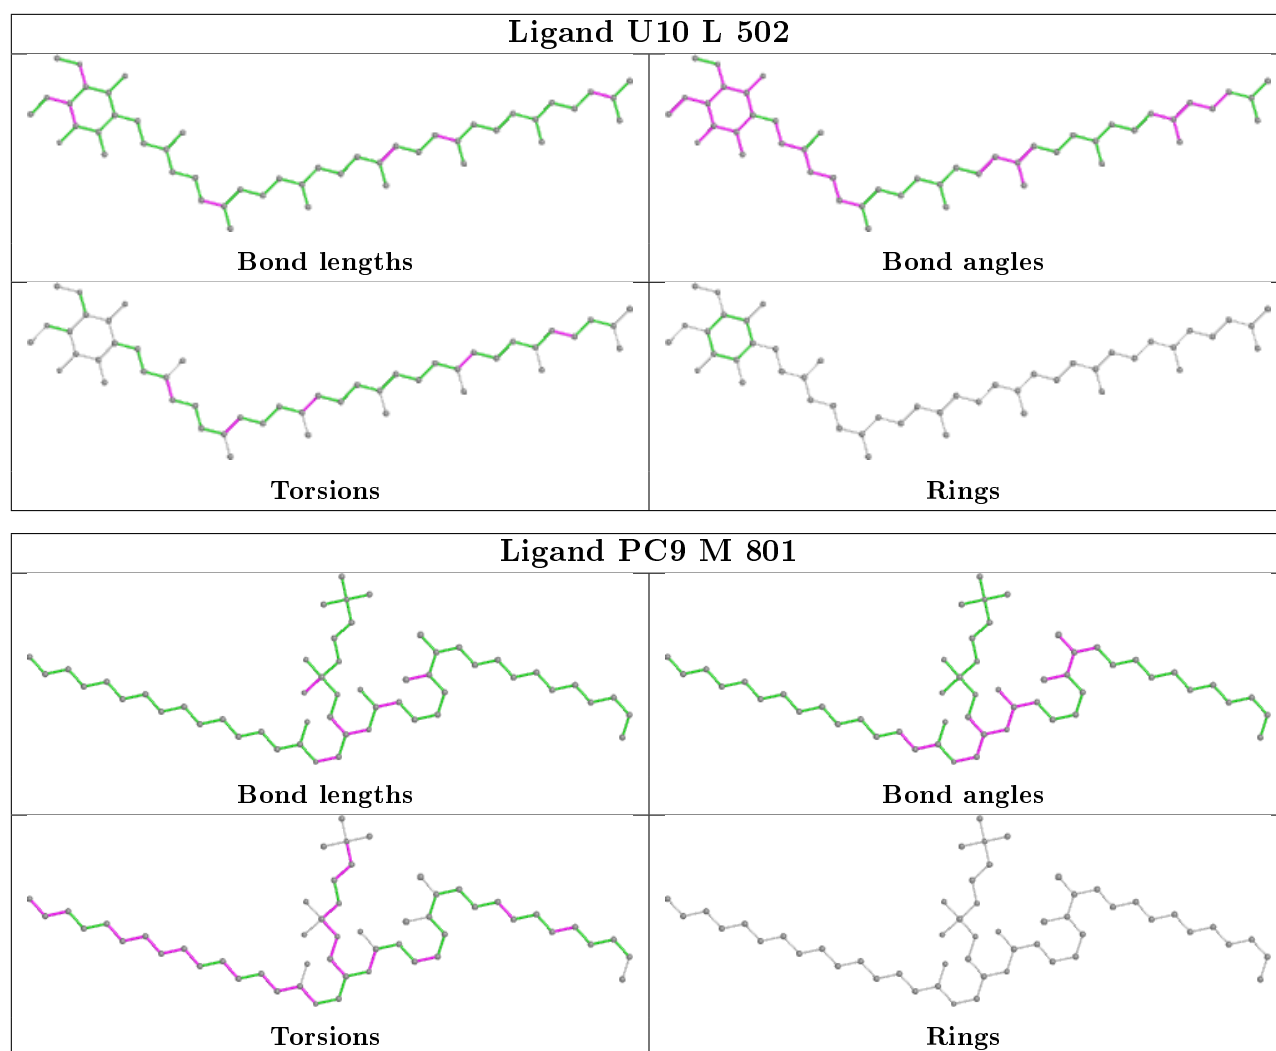 Ligand U10 L 502
Bond lengths
Bond angles
Torsions
Rings
Ligand PC9 M 801
Bond lengths
Bond angles
Torsions
Rings